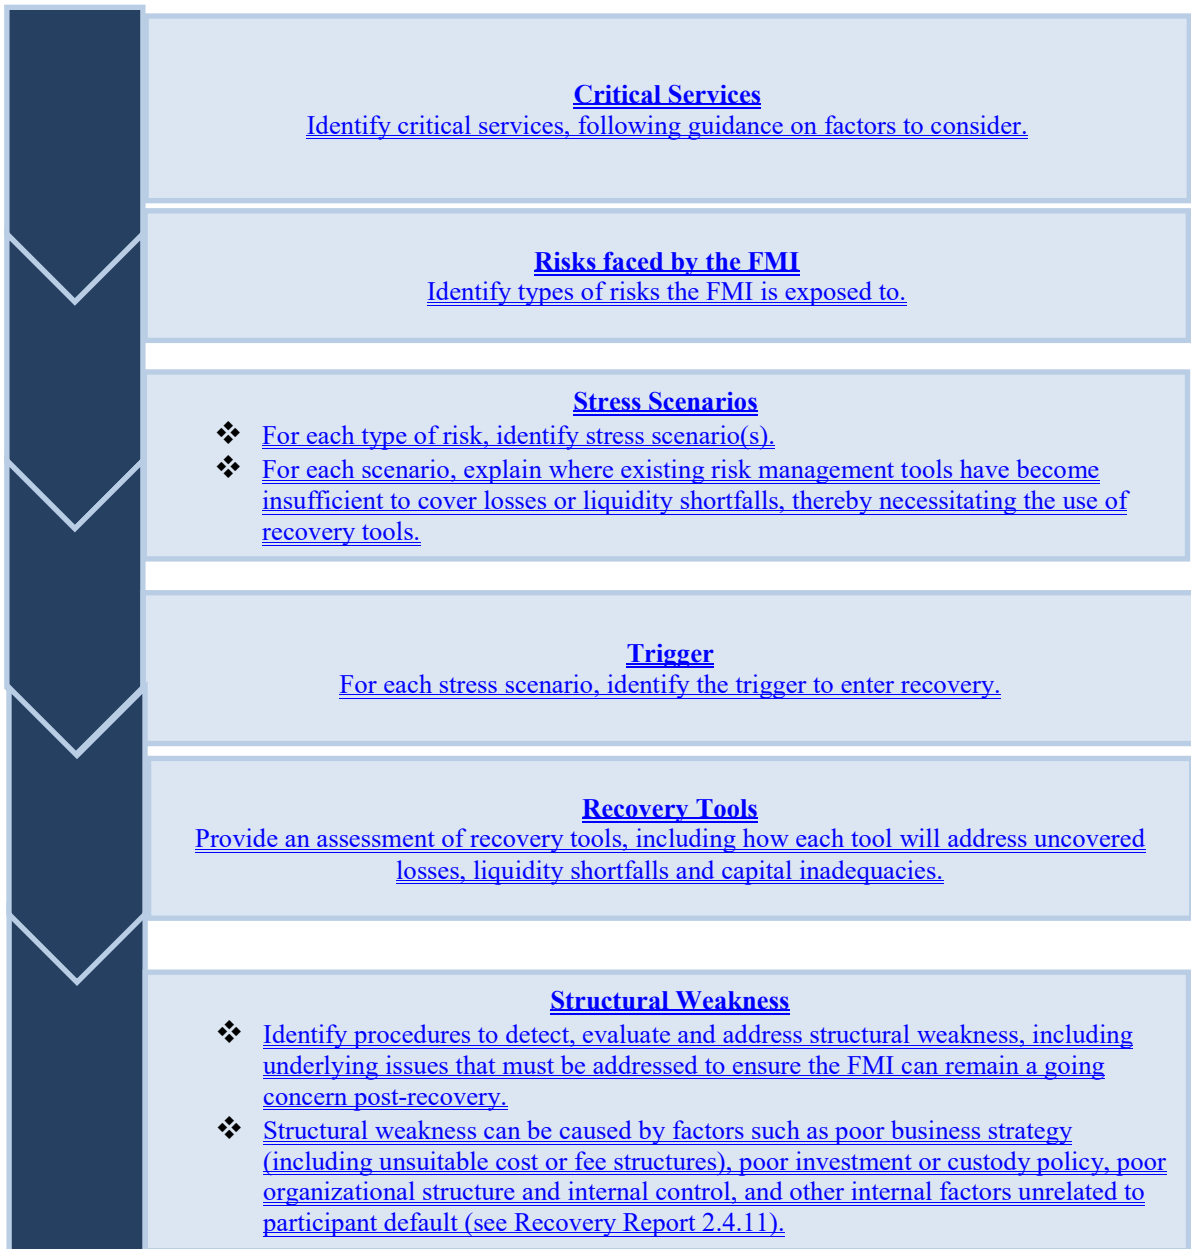 Critical Services
Identify critical services, following guidance on factors to consider.
Risks faced by the FMI
Identify types of risks the FMI is exposed to.
Stress Scenarios
❖ For each type of risk, identify stress scenario(s).
❖ For each scenario, explain where existing risk management tools have become
insufficient to cover losses or liquidity shortfalls, thereby necessitating the use of
recovery tools.
Trigger
For each stress scenario, identify the trigger to enter recovery.
Recovery Tools
Provide an assessment of recovery tools, including how each tool will address uncovered
losses, liquidity shortfalls and capital inadequacies.
Structural Weakness
❖ Identify procedures to detect, evaluate and address structural weakness, including
underlying issues that must be addressed to ensure the FMI can remain a going
concern post-recovery.
❖ Structural weakness can be caused by factors such as poor business strategy
(including unsuitable cost or fee structures), poor investment or custody policy, poor
organizational structure and internal control, and other internal factors unrelated to
participant default (see Recovery Report 2.4.11).